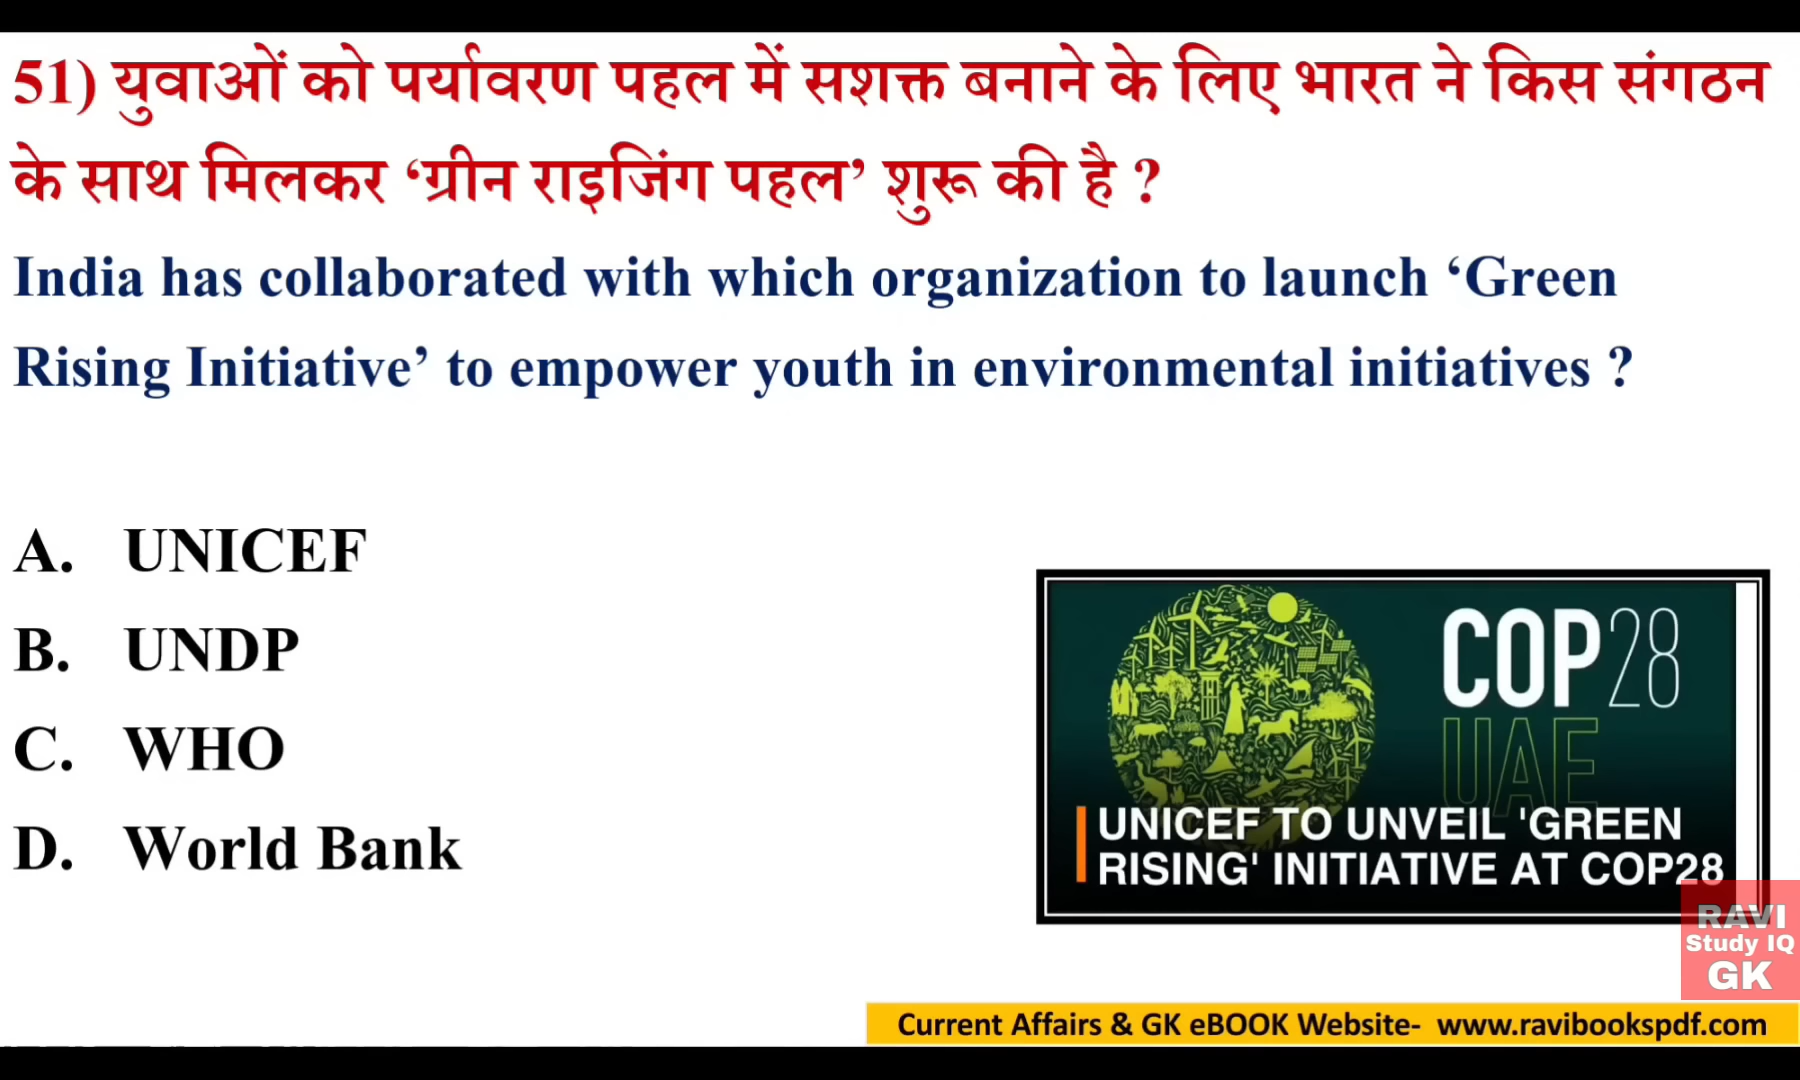 51) युवाओं को पर्यावरण पहल में सशक्त बनाने के लिए भारत ने किस संगठन
के साथ मिलकर ‘ग्रीन राइजिंग पहल’ शुरू की है ?
India has collaborated with which organization to launch ‘Green
Rising Initiative’ to empower youth in environmental initiatives ?
A. UNICEF
B. UNDP
C. WHO
D. World Bank
COP28
UAE
UNICEF TO UNVEIL 'GREEN
RISING' INITIATIVE AT COP28
RAVI
Study IQ
GK
Current Affairs & GK eBOOK Website- www.ravibookspdf.com